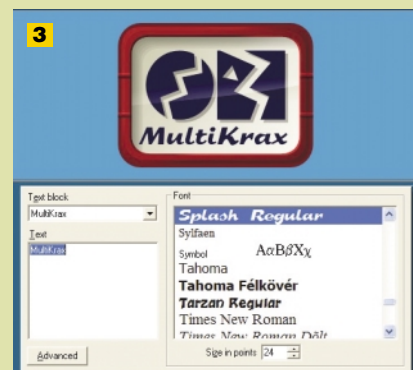 3
MultiKrax
Text block
MultiKrax
Text
MultiKrax
Advanced
Font
Splash Regular
Sylfaen
Symbol ΑαΒβΧχ
Tahoma
Tahoma Félkövér
Tarzan Regular
Times New Roman
Times New Roman Dőlt
Size in points 24